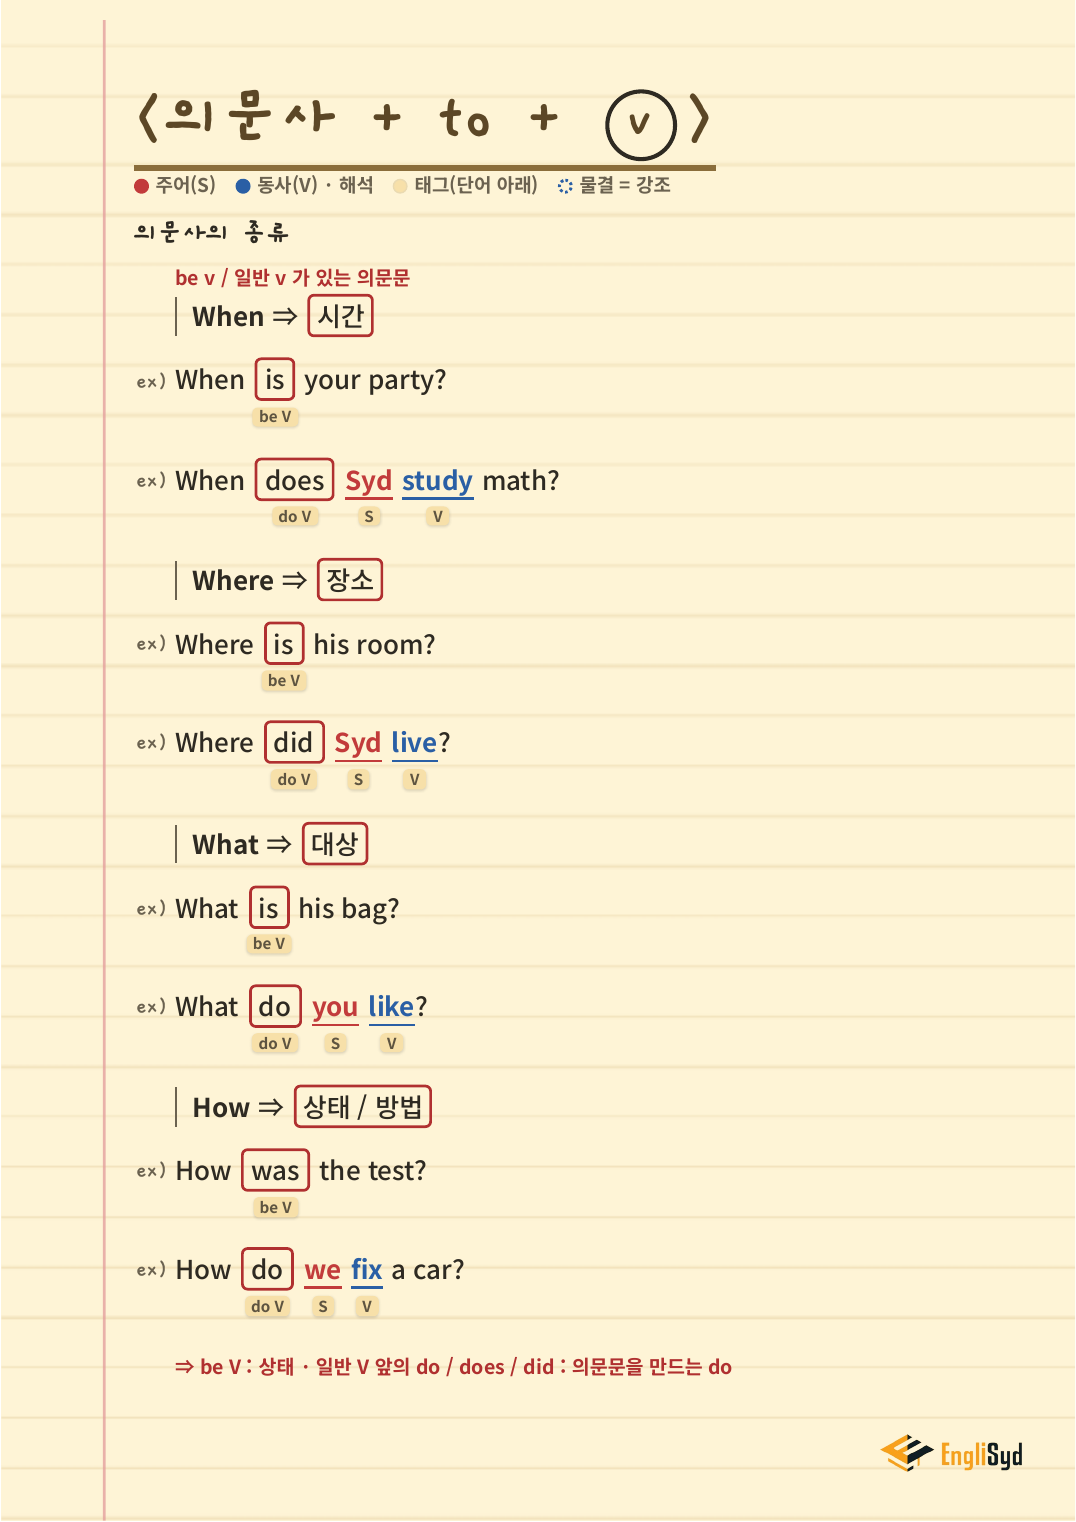 <의문사 + to + v>
주어(S) 동사(V) · 해석 태그(단어 아래) 물결 = 강조
의문사의 종류
be v / 일반 v 가 있는 의문문
When ⇒ 시간
ex) When is your party?
be V
ex) When does Syd study math?
do V S V
Where ⇒ 장소
ex) Where is his room?
be V
ex) Where did Syd live?
do V S V
What ⇒ 대상
ex) What is his bag?
be V
ex) What do you like?
do V S V
How ⇒ 상태 / 방법
ex) How was the test?
be V
ex) How do we fix a car?
do V S V
⇒ be V : 상태 · 일반 V 앞의 do / does / did : 의문문을 만드는 do
EngliSyd